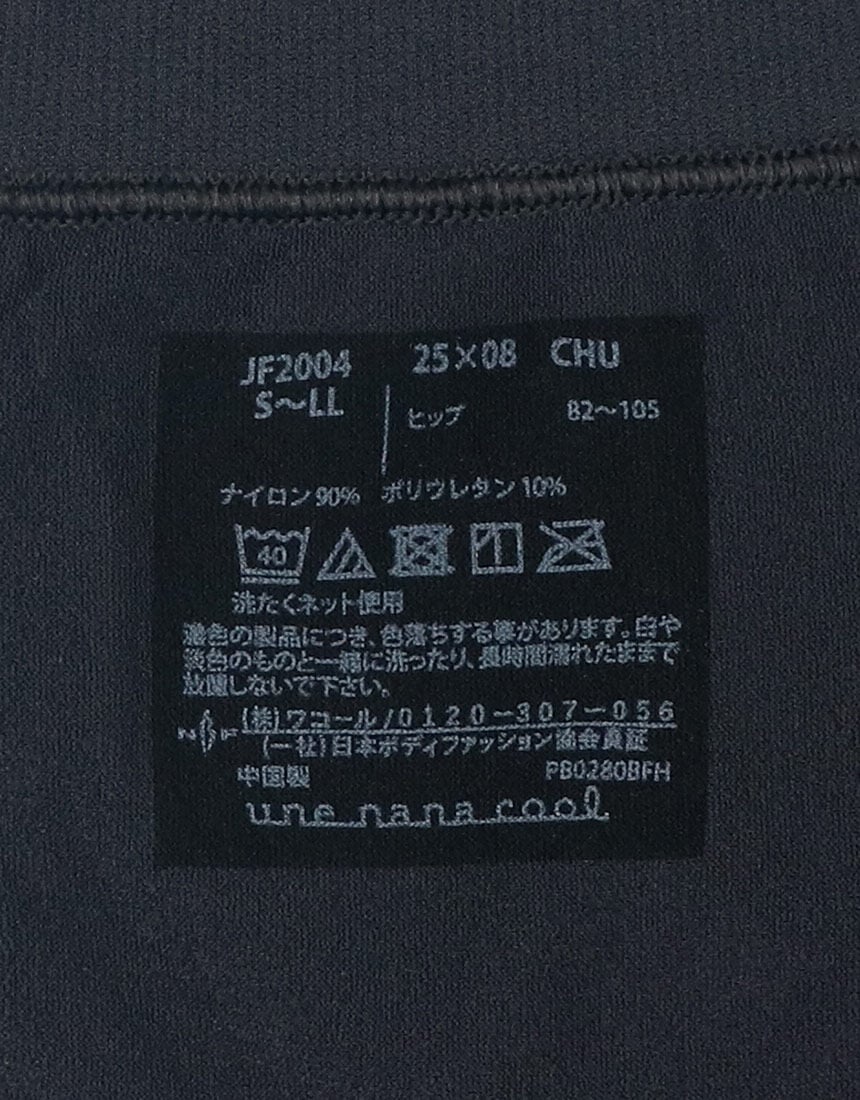 JF2004 25×08 CHU
S~LL ヒップ 82~105
ナイロン 90% ポリウレタン 10%
40
洗たくネット使用
濃色の製品につき、色落ちする事があります。白や
淡色のものと一緒に洗ったり、長時間濡れたままで
放置しないで下さい。
NBF (株)ワコール/0120-307-056
(一社)日本ボディファッション協会員証
中国製 PB0280BFH
une nana cool